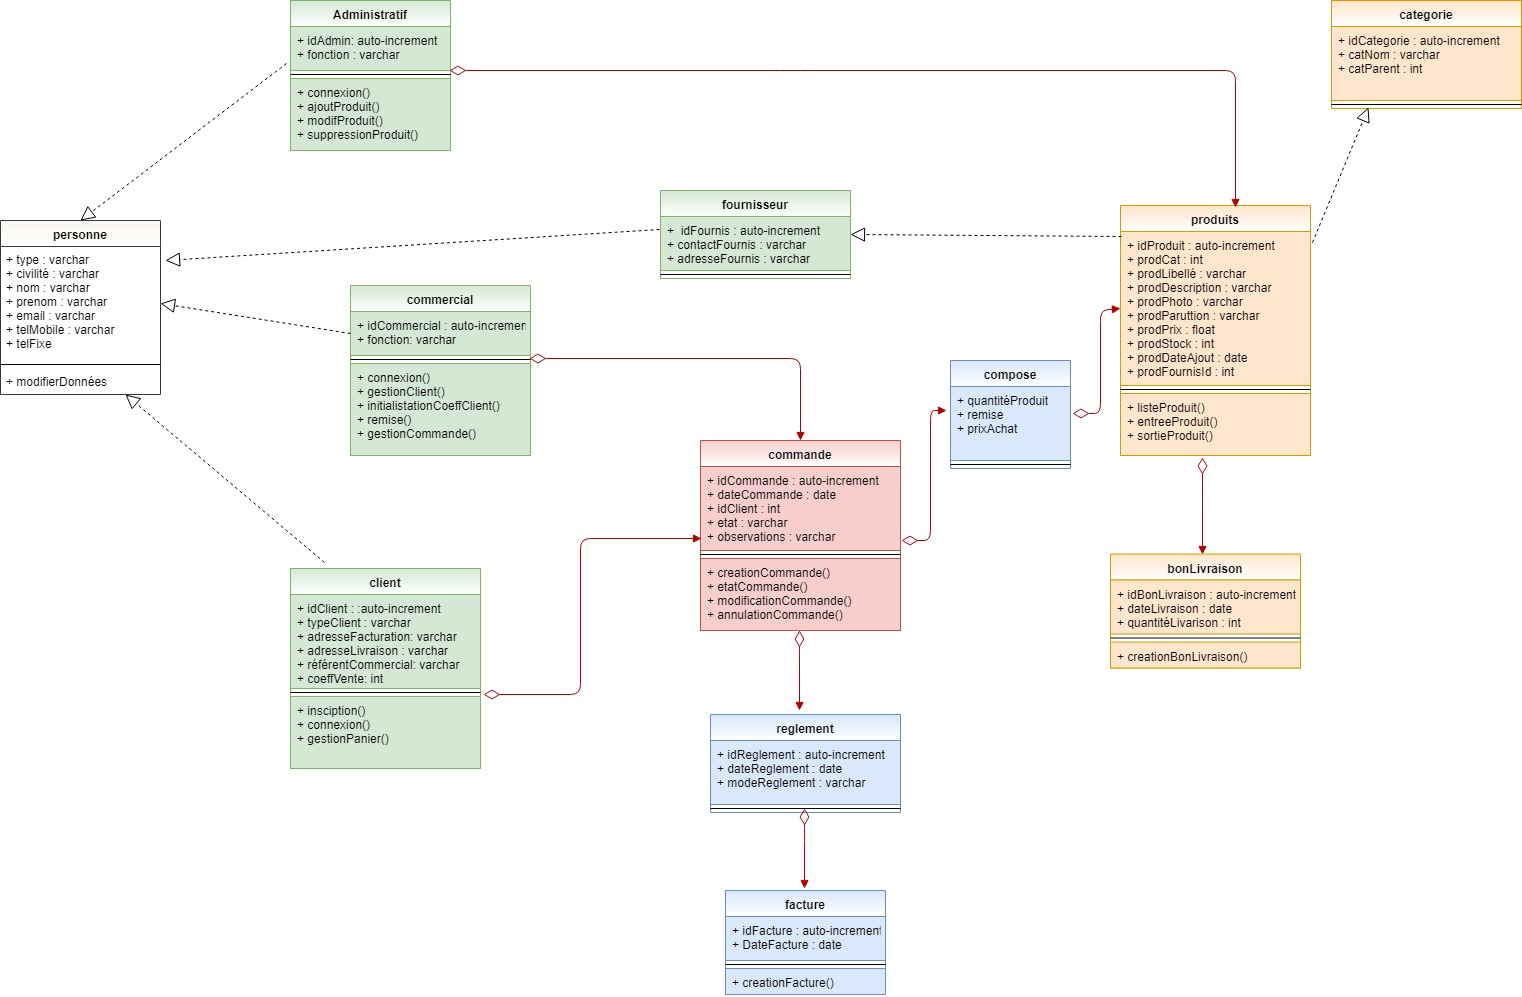 Administratif
+ idAdmin: auto-increment
+ fonction : varchar
+ connexion()
+ ajoutProduit()
+ modifProduit()
+ suppressionProduit()
categorie
+ idCategorie : auto-increment
+ catNom : varchar
+ catParent : int
personne
+ type : varchar
+ civilité : varchar
+ nom : varchar
+ prenom : varchar
+ email : varchar
+ telMobile : varchar
+ telFixe
+ modifierDonnées
fournisseur
+ idFournis : auto-increment
+ contactFournis : varchar
+ adresseFournis : varchar
produits
+ idProduit : auto-increment
+ prodCat : int
+ prodLibellé : varchar
+ prodDescription : varchar
+ prodPhoto : varchar
+ prodParuttion : varchar
+ prodPrix : float
+ prodStock : int
+ prodDateAjout : date
+ prodFournisId : int
+ listeProduit()
+ entreeProduit()
+ sortieProduit()
commercial
+ idCommercial : auto-incremen
+ fonction: varchar
+ connexion()
+ gestionClient()
+ initialistationCoeffClient()
+ remise()
+ gestionCommande()
compose
+ quantitéProduit
+ remise
+ prixAchat
commande
+ idCommande : auto-increment
+ dateCommande : date
+ idClient : int
+ etat : varchar
+ observations : varchar
+ creationCommande()
+ etatCommande()
+ modificationCommande()
+ annulationCommande()
bonLivraison
+ idBonLivraison : auto-increment
+ dateLivraison : date
+ quantitéLivarison : int
+ creationBonLivraison()
client
+ idClient : :auto-increment
+ typeClient : varchar
+ adresseFacturation: varchar
+ adresseLivraison : varchar
+ référentCommercial: varchar
+ coeffVente: int
+ insciption()
+ connexion()
+ gestionPanier()
reglement
+ idReglement : auto-increment
+ dateReglement : date
+ modeReglement : varchar
facture
+ idFacture : auto-increment
+ DateFacture : date
+ creationFacture()